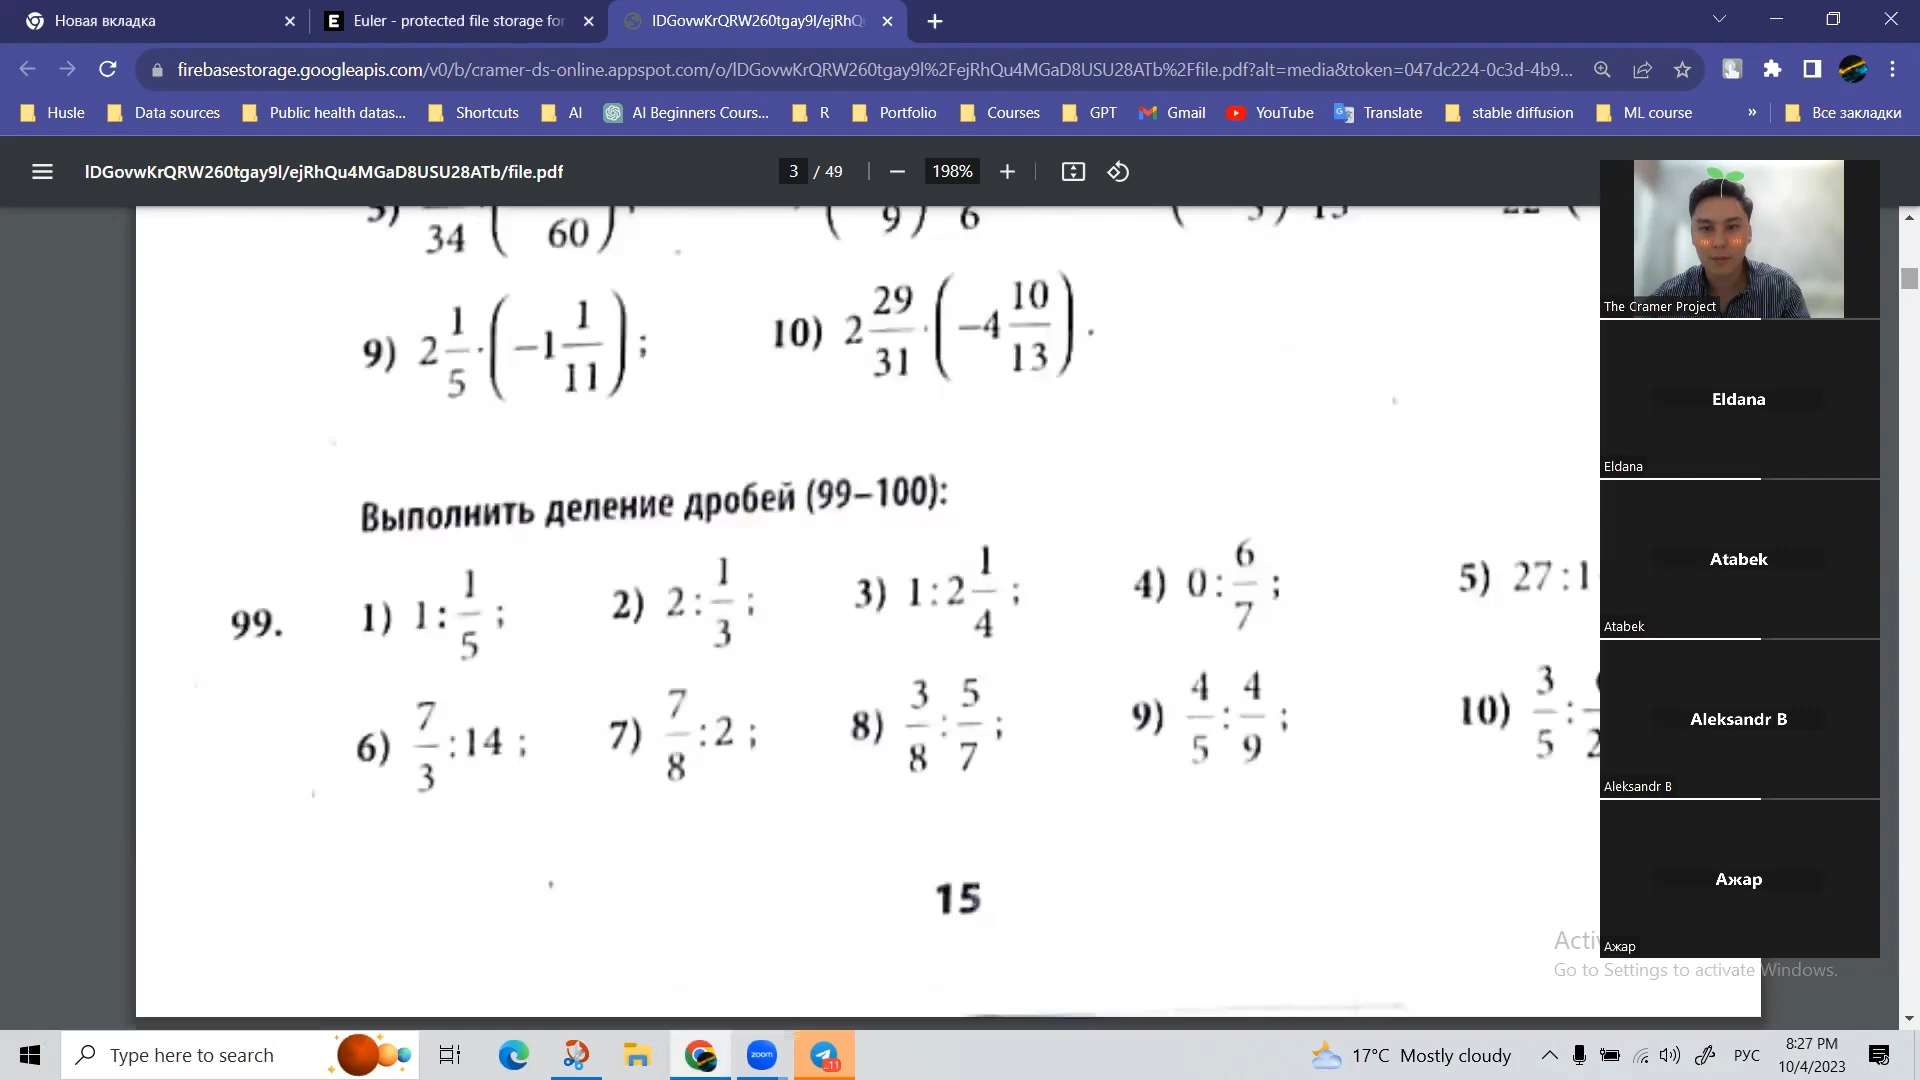 Новая вкладка
Euler - protected file storage for
lDGovwKrQRW260tgay9l/ejRhQ
firebasestorage.googleapis.com/v0/b/cramer-ds-online.appspot.com/o/lDGovwKrQRW260tgay9l%2FejRhQu4MGaD8USU28ATb%2Ffile.pdf?alt=media&token=047dc224-0c3d-4b9...
Husle Data sources Public health datas... Shortcuts AI AI Beginners Cours... R Portfolio Courses GPT Gmail YouTube Translate stable diffusion ML course » Все закладки
lDGovwKrQRW260tgay9l/ejRhQu4MGaD8USU28ATb/file.pdf 3 / 49 198%
34 ( 60 ) ( 9 ) 6
9) 2 1/5 · ( −1 1/11 ) ; 10) 2 29/31 · ( −4 10/13 ) .
Выполнить деление дробей (99–100):
99. 1) 1 : 1/5 ; 2) 2 : 1/3 ; 3) 1 : 2 1/4 ; 4) 0 : 6/7 ; 5) 27 : 1
6) 7/3 : 14 ; 7) 7/8 : 2 ; 8) 3/8 : 5/7 ; 9) 4/5 : 4/9 ; 10) 3/5 :
15
The Cramer Project
Eldana
Eldana
Atabek
Atabek
Aleksandr B
Aleksandr B
Ажар
Ажар
Go to Settings to activate Windows.
Type here to search
zoom
11
17°C Mostly cloudy
РУС
8:27 PM
10/4/2023